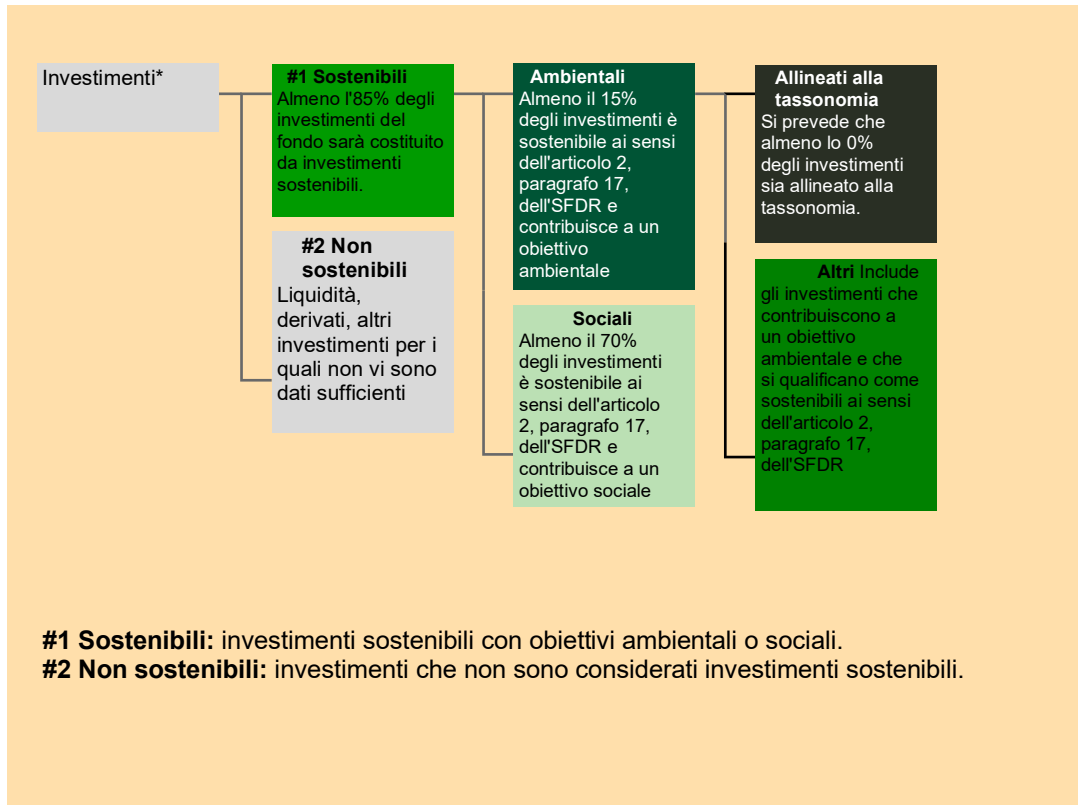 Investimenti*
#1 Sostenibili
Almeno l'85% degli
investimenti del
fondo sarà costituito
da investimenti
sostenibili.
#2 Non
sostenibili
Liquidità,
derivati, altri
investimenti per i
quali non vi sono
dati sufficienti
Ambientali
Almeno il 15%
degli investimenti è
sostenibile ai sensi
dell'articolo 2,
paragrafo 17,
dell'SFDR e
contribuisce a un
obiettivo
ambientale
Sociali
Almeno il 70%
degli investimenti
è sostenibile ai
sensi dell'articolo
2, paragrafo 17,
dell'SFDR e
contribuisce a un
obiettivo sociale
Allineati alla
tassonomia
Si prevede che
almeno lo 0%
degli investimenti
sia allineato alla
tassonomia.
Altri Include
gli investimenti che
contribuiscono a
un obiettivo
ambientale e che
si qualificano come
sostenibili ai sensi
dell'articolo 2,
paragrafo 17,
dell'SFDR
#1 Sostenibili: investimenti sostenibili con obiettivi ambientali o sociali.
#2 Non sostenibili: investimenti che non sono considerati investimenti sostenibili.